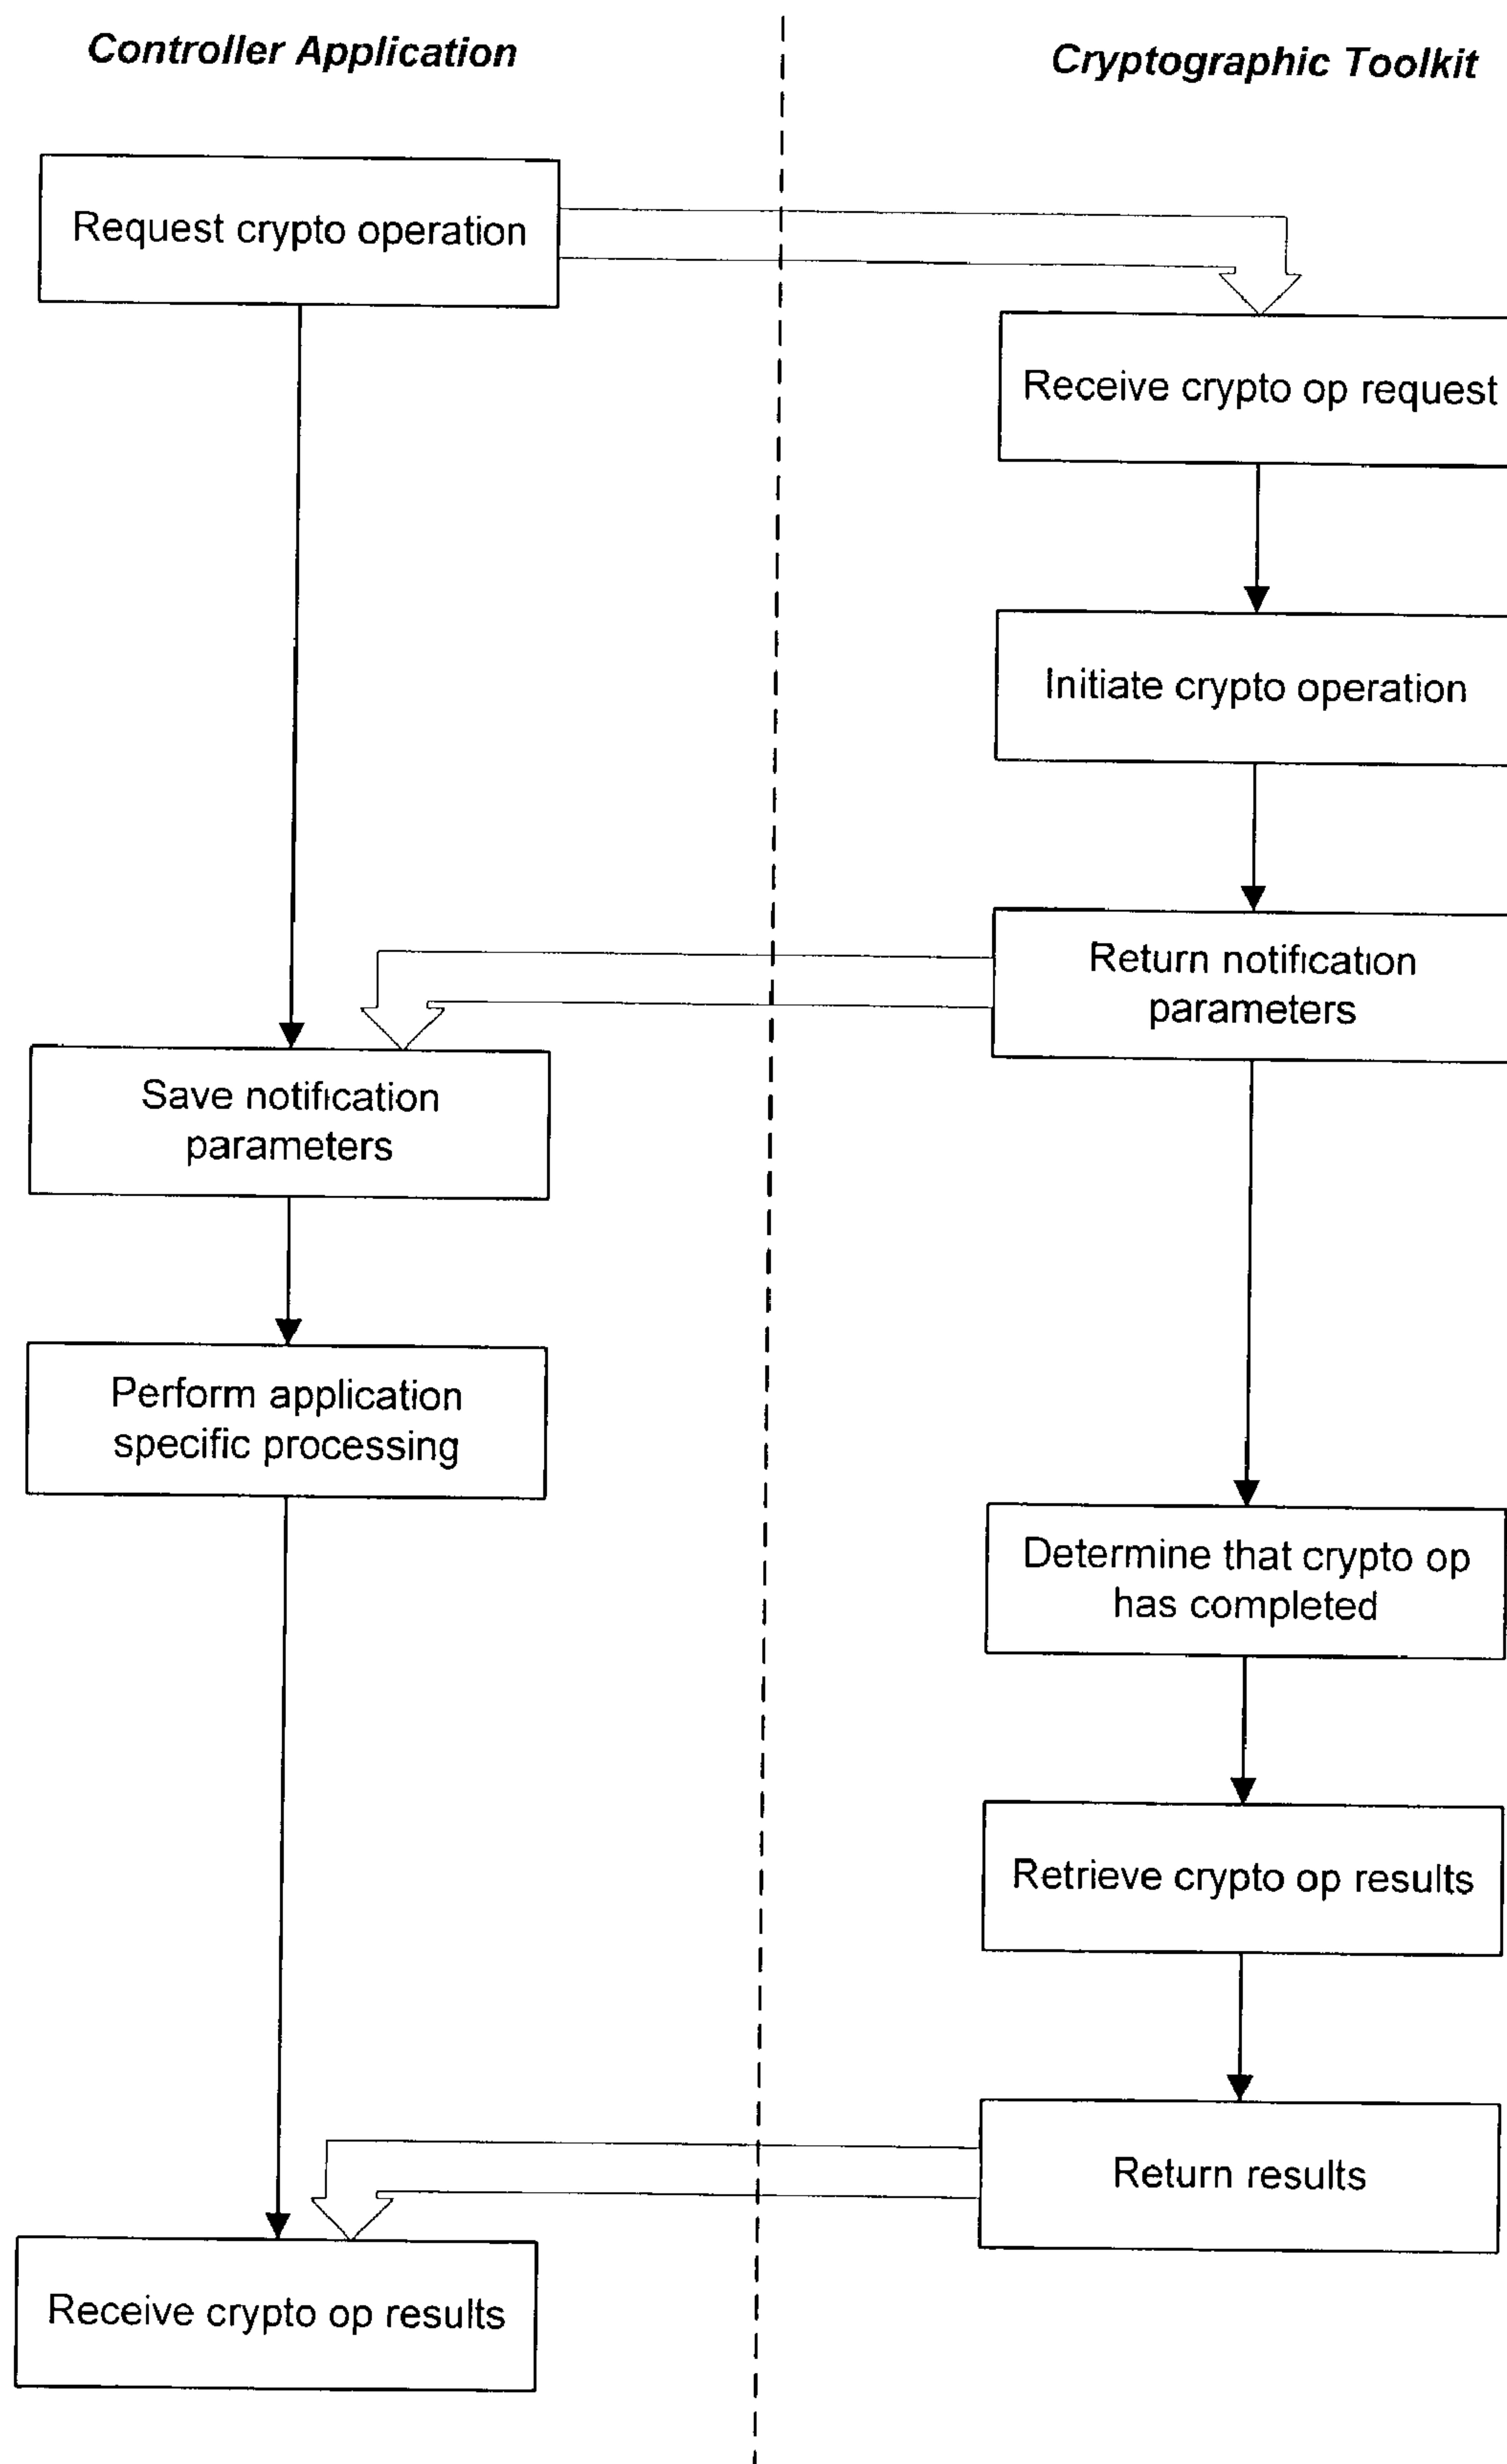 Controller Application
Cryptographic Toolkit
Request crypto operation
Receive crypto op request
Initiate crypto operation
Return notification
parameters
Save notification
parameters
Perform application
specific processing
Determine that crypto op
has completed
Retrieve crypto op results
Return results
Receive crypto op results